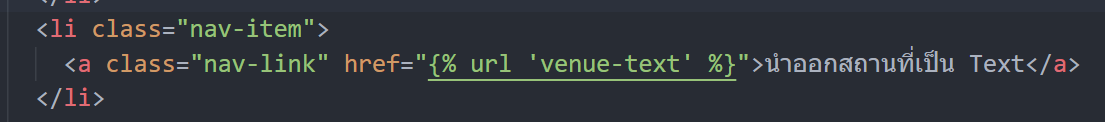 <li class="nav-item">
<a class="nav-link" href="{% url 'venue-text' %}">นำออกสถานที่เป็น Text</a>
</li>